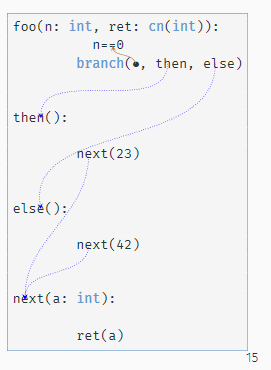 foo(n: int, ret: cn(int)):
n==0
branch(●, then, else)
then():
next(23)
else():
next(42)
next(a: int):
ret(a)
15